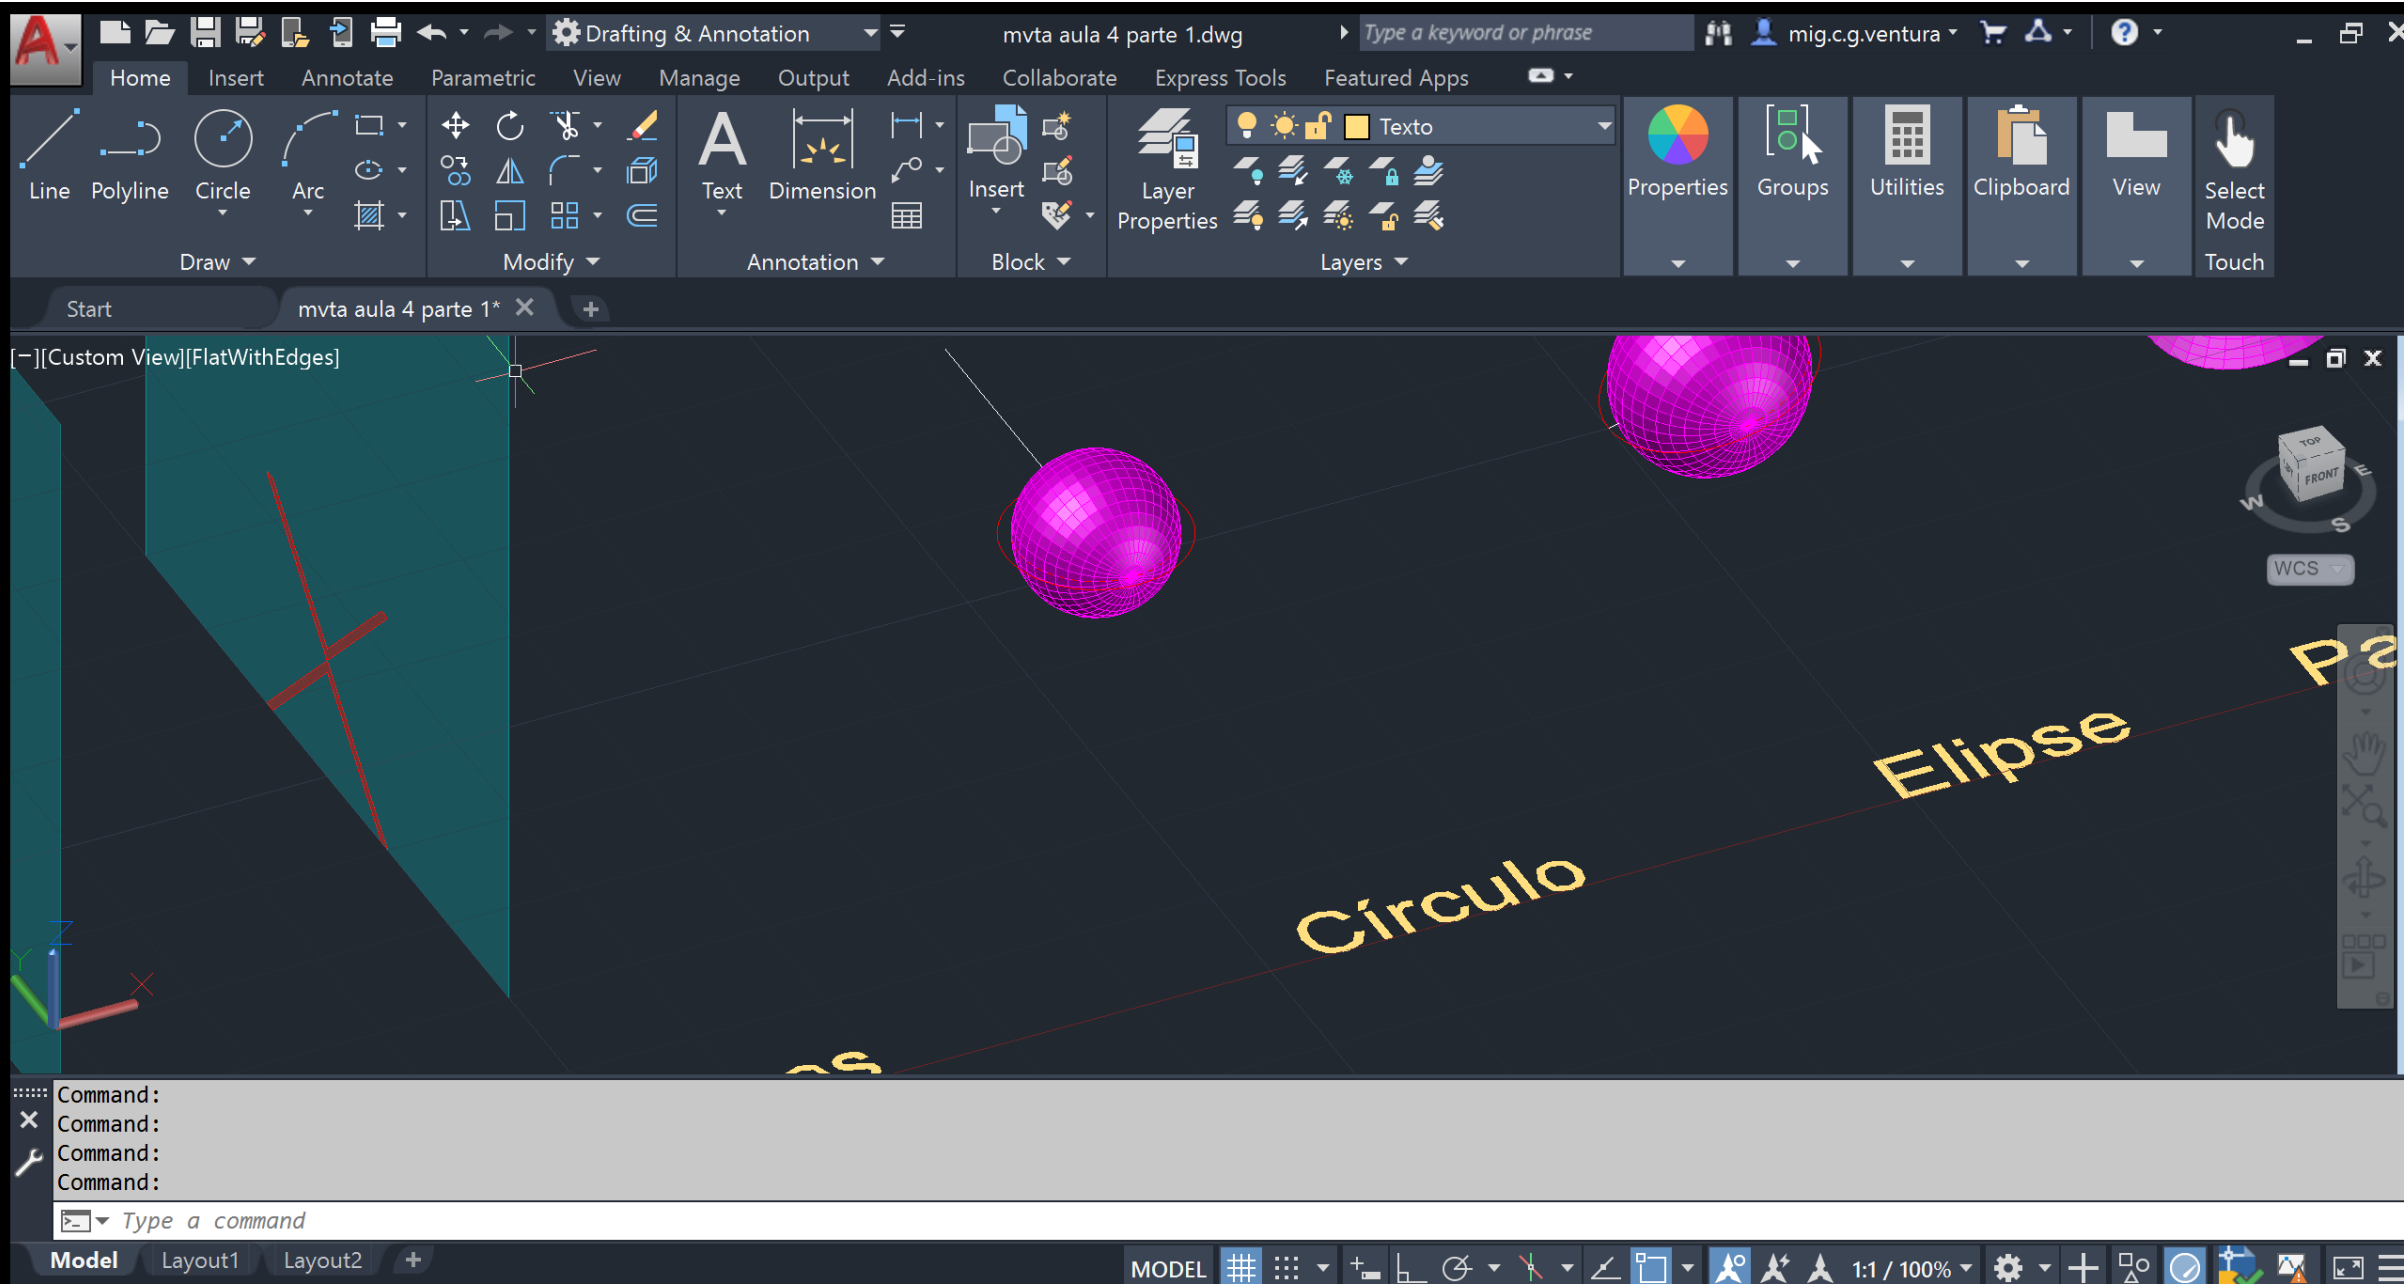 Drafting & Annotation
mvta aula 4 parte 1.dwg
Type a keyword or phrase
mig.c.g.ventura
Home Insert Annotate Parametric View Manage Output Add-ins Collaborate Express Tools Featured Apps
Texto
Line Polyline Circle Arc
Text Dimension
Insert
Layer Properties
Properties Groups Utilities Clipboard View
Select Mode
Draw Modify Annotation Block Layers Touch
Start mvta aula 4 parte 1*
[−][Custom View][FlatWithEdges]
TOP
FRONT
W S E
WCS
Pa
Elipse
Círculo
Z
Y
X
Command:
Command:
Command:
Command:
Type a command
Model Layout1 Layout2
MODEL 1:1 / 100%